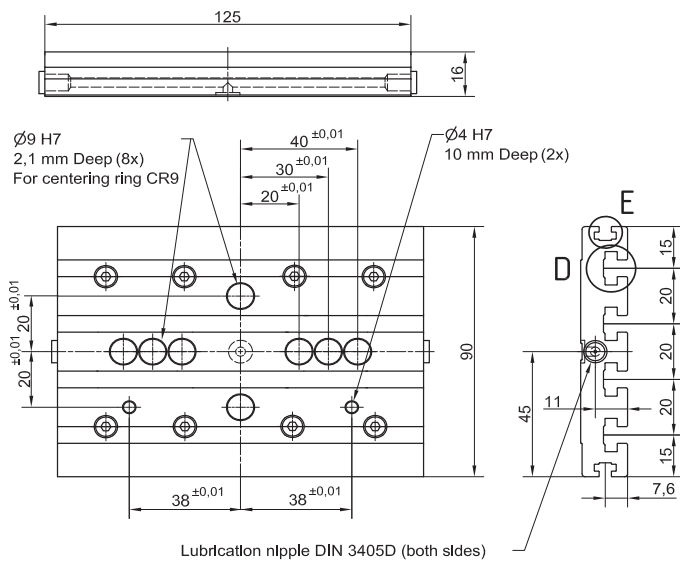 125
16
Ø9 H7
2,1 mm Deep (8x)
For centering ring CR9
40 ±0,01
30 ±0,01
20 ±0,01
Ø4 H7
10 mm Deep (2x)
E
D
15
20
20
20
15
20 ±0,01
20 ±0,01
90
45
11
7,6
38 ±0,01
38 ±0,01
Lubrication nipple DIN 3405D (both sides)